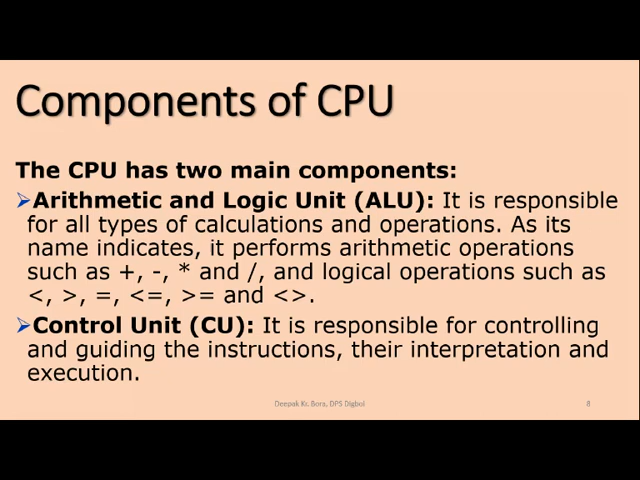 Components of CPU
The CPU has two main components:
➢Arithmetic and Logic Unit (ALU): It is responsible
for all types of calculations and operations. As its
name indicates, it performs arithmetic operations
such as +, -, * and /, and logical operations such as
<, >, =, <=, >= and <>.
➢Control Unit (CU): It is responsible for controlling
and guiding the instructions, their interpretation and
execution.
Deepak Kr. Bora, DPS Digboi 8